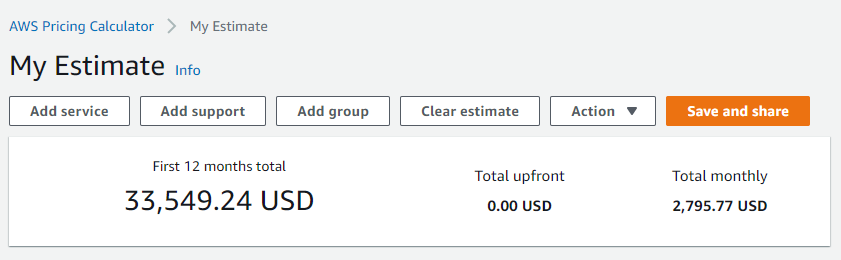 AWS Pricing Calculator > My Estimate
My Estimate Info
Add service Add support Add group Clear estimate Action ▼ Save and share
First 12 months total
33,549.24 USD
Total upfront
0.00 USD
Total monthly
2,795.77 USD